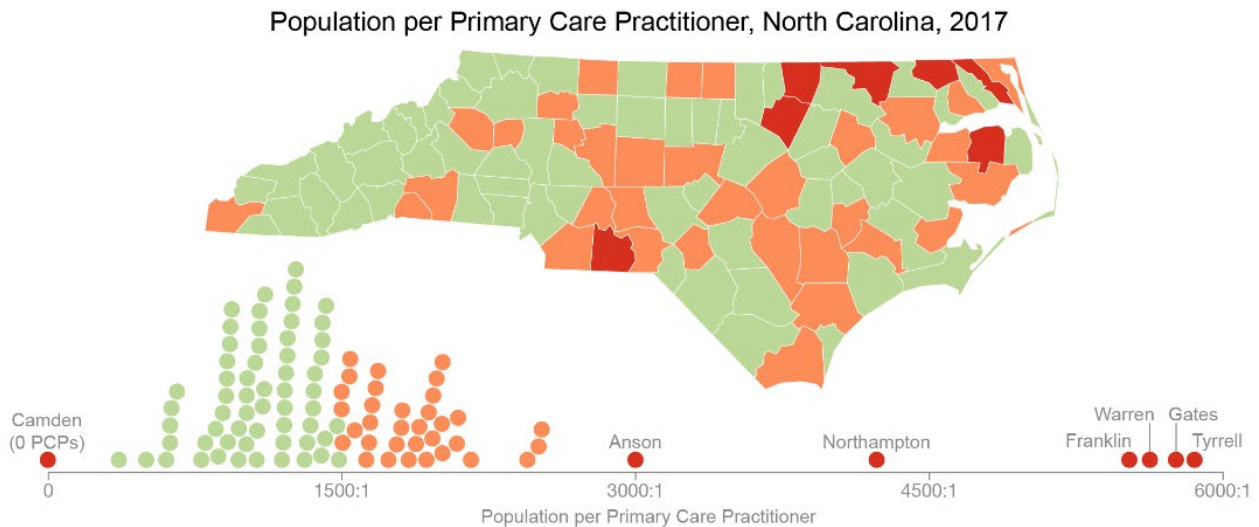 Population per Primary Care Practitioner, North Carolina, 2017
Camden
(0 PCPs)
Anson
Northampton
Warren
Gates
Franklin
Tyrrell
0
1500:1
3000:1
4500:1
6000:1
Population per Primary Care Practitioner